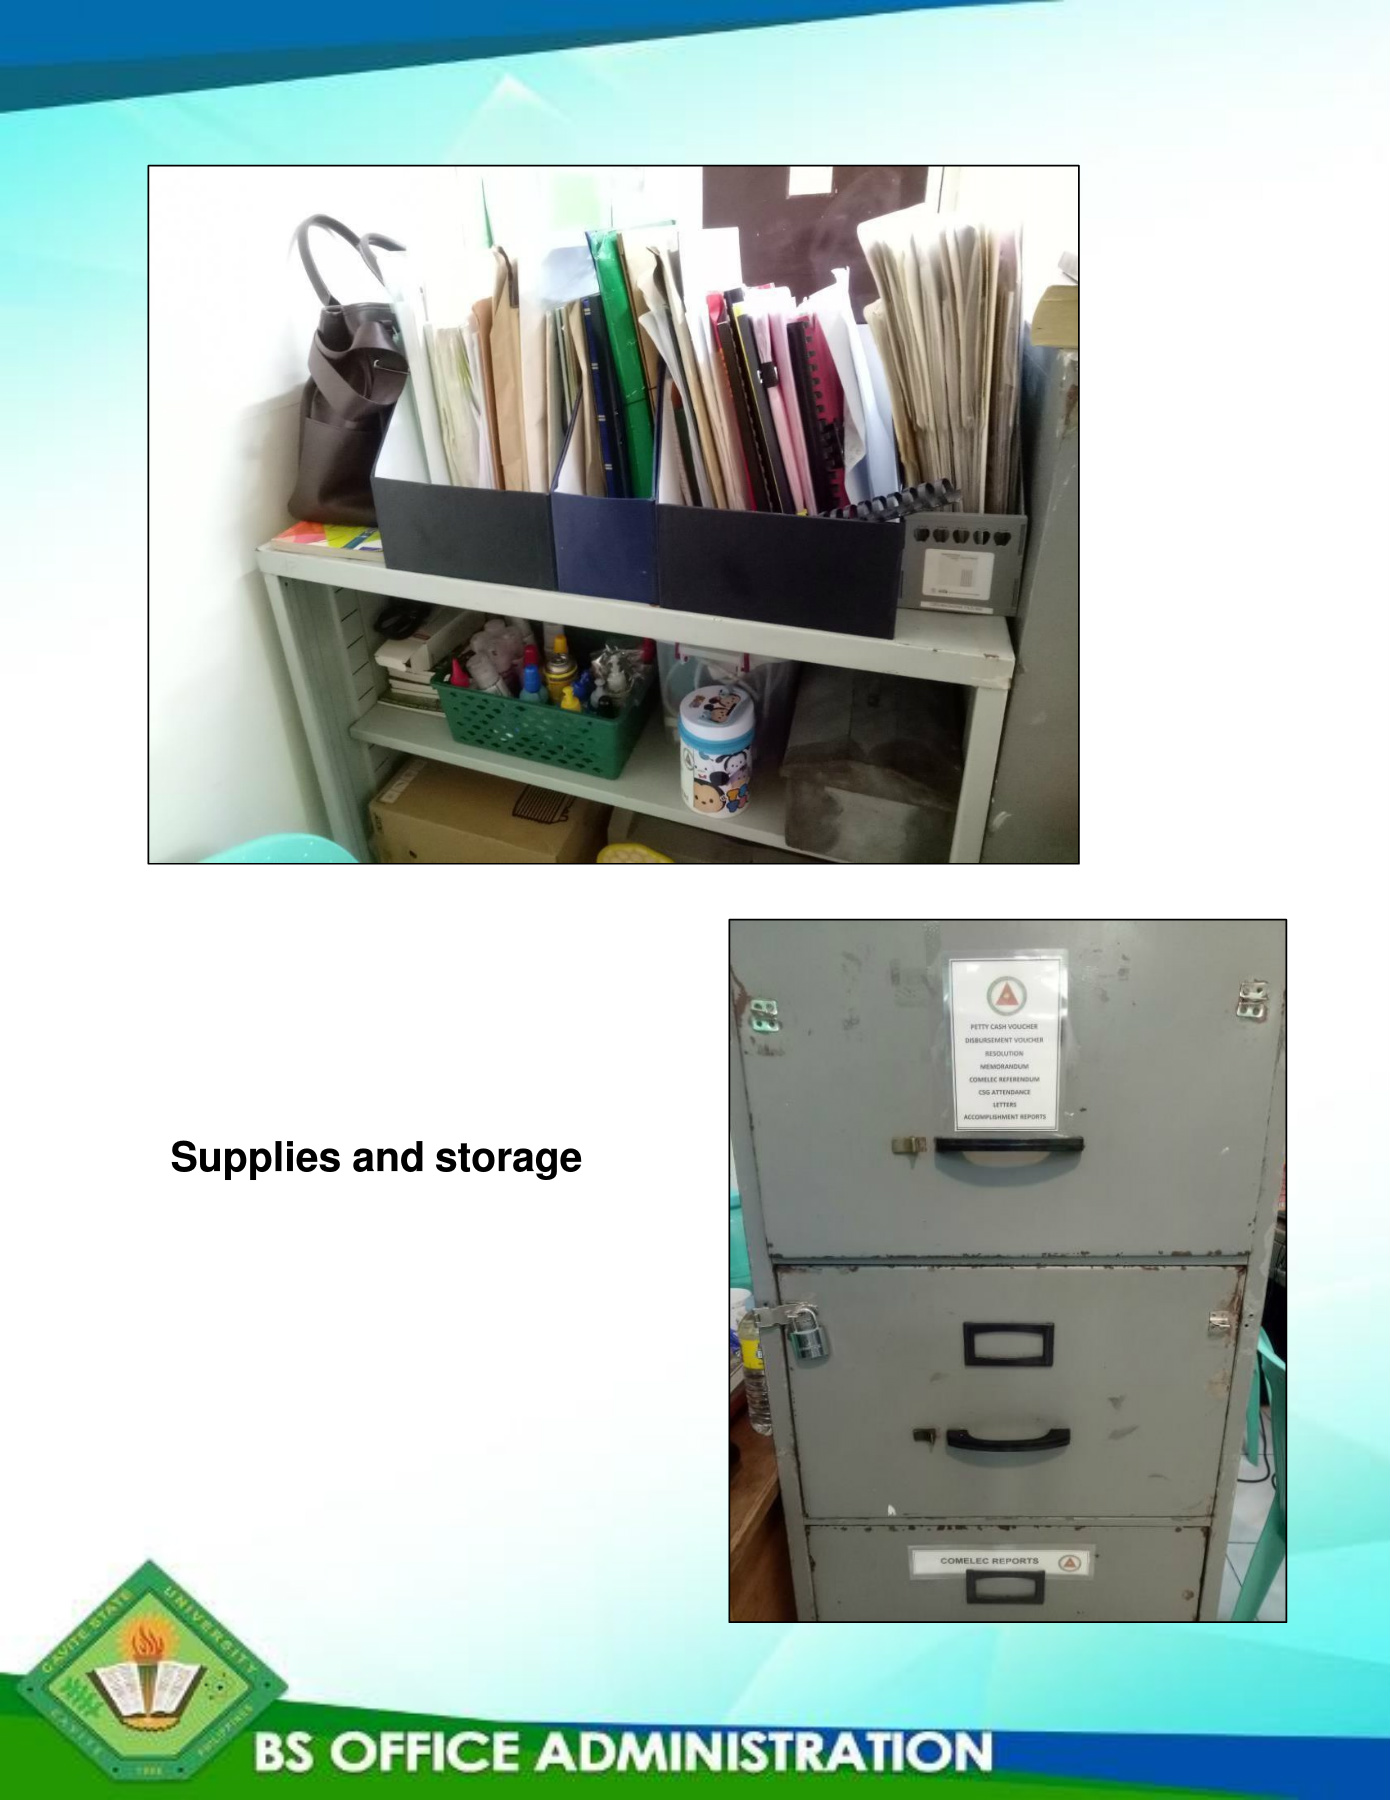 PETTY CASH VOUCHER
DISBURSEMENT VOUCHER
RESOLUTION
MEMORANDUM
COMELEC REFERENDUM
CSG ATTENDANCE
LETTERS
ACCOMPLISHMENT REPORTS
Supplies and storage
COMELEC REPORTS
CAVITE STATE UNIVERSITY
CAVITE PHILIPPINES
BS OFFICE ADMINISTRATION